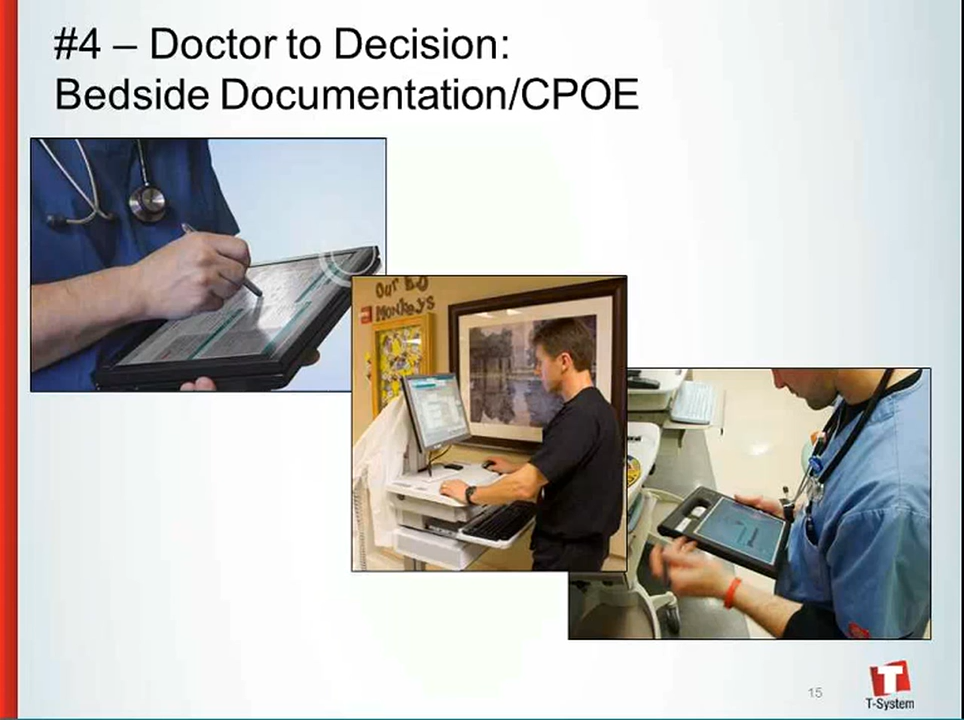 #4 – Doctor to Decision:
Bedside Documentation/CPOE
Our ED
Monkeys
15
T
T-System